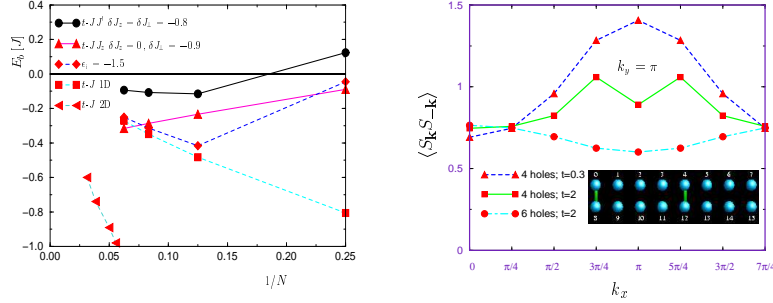 0.4
0.2
0.0
−0.2
−0.4
−0.6
−0.8
−1.0
E_b [J]
t-J J' δJ_z = δJ_⊥ = −0.8
t-J J_z δJ_z = 0, δJ_⊥ = −0.9
= −1.5
t-J 1D
t-J 2D
0.00 0.05 0.10 0.15 0.20 0.25
1/N
1.5
1
0.5
0
⟨S_k S_−k⟩
k_y = π
4 holes; t=0.3
4 holes; t=2
6 holes; t=2
0 1 2 3 4 5 6 7
8 9 10 11 12 13 14 15
0 π/4 π/2 3π/4 π 5π/4 3π/2 7π/4
k_x